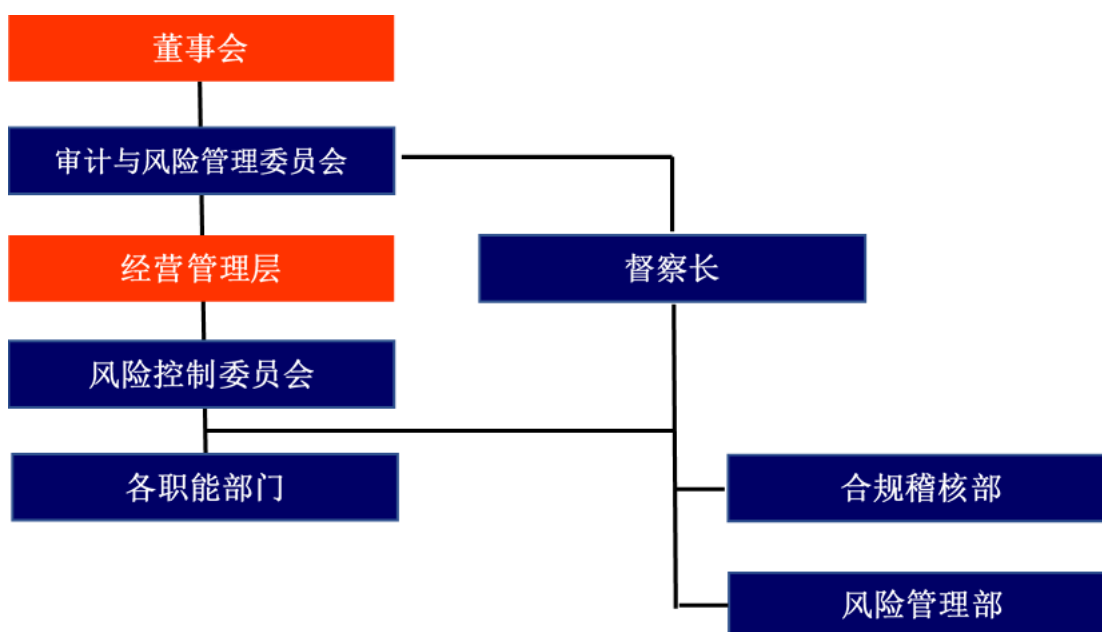 董事会
审计与风险管理委员会
经营管理层
督察长
风险控制委员会
各职能部门
合规稽核部
风险管理部